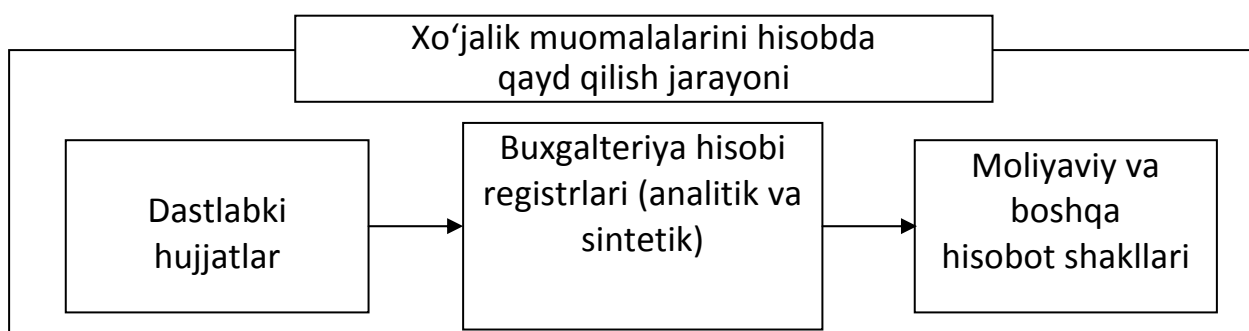 Xo‘jalik muomalalarini hisobda
qayd qilish jarayoni
Dastlabki
hujjatlar
Buxgalteriya hisobi
registrlari (analitik va
sintetik)
Moliyaviy va
boshqa
hisobot shakllari